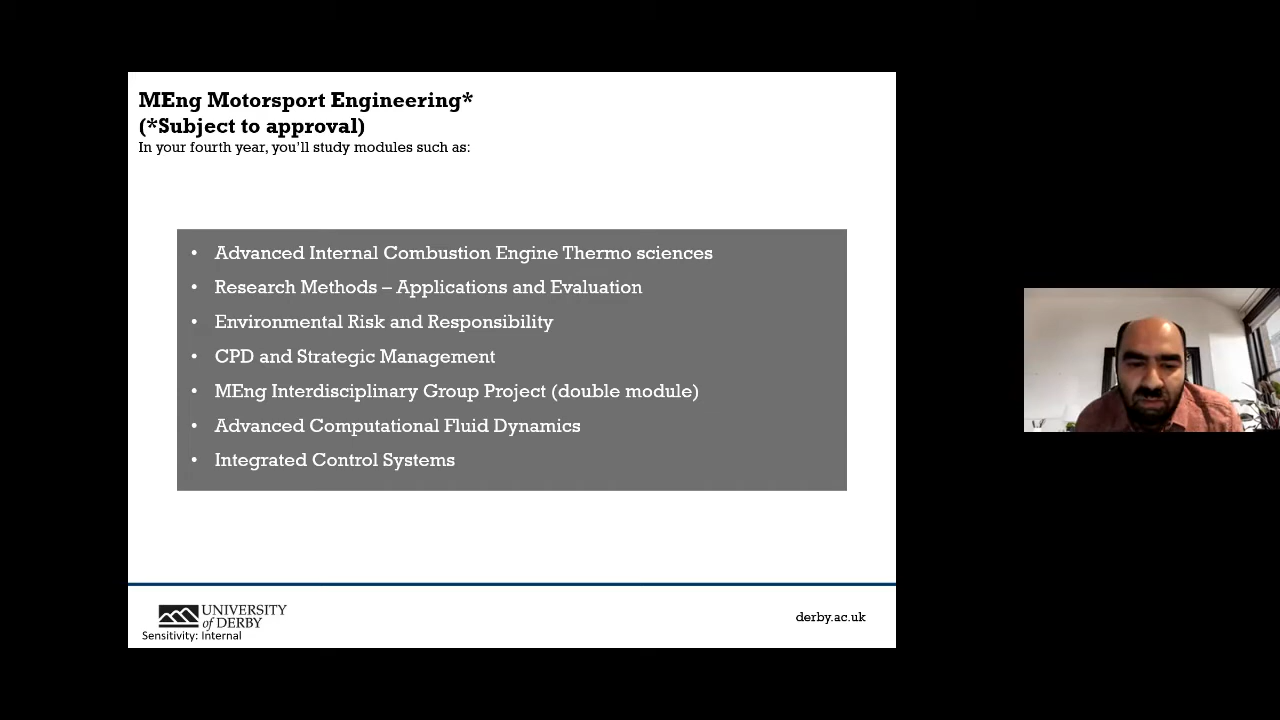 MEng Motorsport Engineering*
(*Subject to approval)
In your fourth year, you'll study modules such as:
• Advanced Internal Combustion Engine Thermo sciences
• Research Methods – Applications and Evaluation
• Environmental Risk and Responsibility
• CPD and Strategic Management
• MEng Interdisciplinary Group Project (double module)
• Advanced Computational Fluid Dynamics
• Integrated Control Systems
UNIVERSITY
of DERBY
Sensitivity: Internal
derby.ac.uk